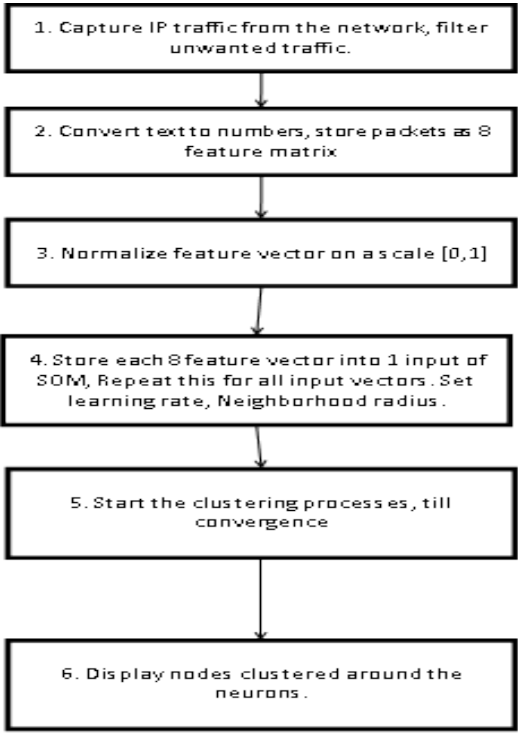 1. Capture IP traffic from the network, filter
unwanted traffic.
2. Convert text to numbers, store packets as 8
feature matrix
3. Normalize feature vector on a scale [0,1]
4. Store each 8 feature vector into 1 input of
SOM, Repeat this for all input vectors. Set
learning rate, Neighborhood radius.
5. Start the clustering processes, till
convergence
6. Display nodes clustered around the
neurons.